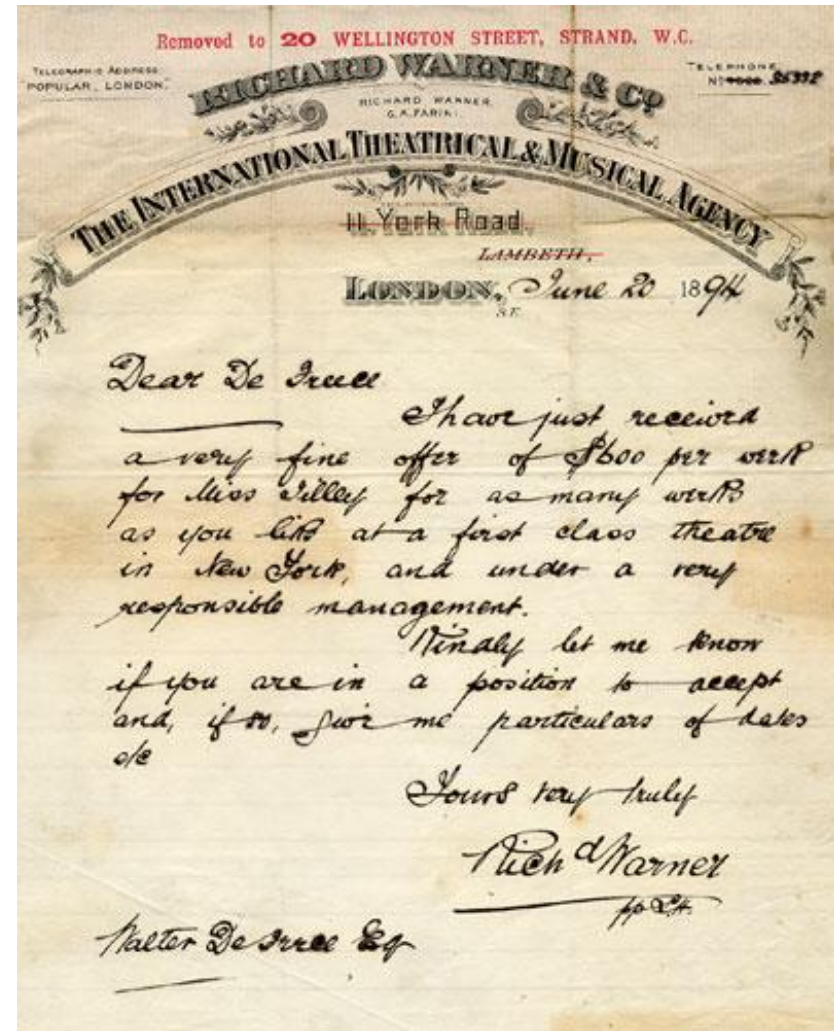 Removed to 20 WELLINGTON STREET, STRAND, W.C.
TELEGRAPHIC ADDRESS
"POPULAR, LONDON."
TELEPHONE
No
RICHARD WARNER & Co
RICHARD WARNER.
G.A. FARINI.
THE INTERNATIONAL THEATRICAL & MUSICAL AGENCY
11, York Road,
LAMBETH,
LONDON, June 20 1894
S.E.
Dear De Frece
I have just received
a very fine offer of $600 per week
for Miss Tilley for as many weeks
as you like at a first class theatre
in New York, and under a very
responsible management.
Kindly let me know
if you are in a position to accept
and, if so, give me particulars of dates
&c
Yours very truly
Richd Warner
pp
Walter De Frece Esq